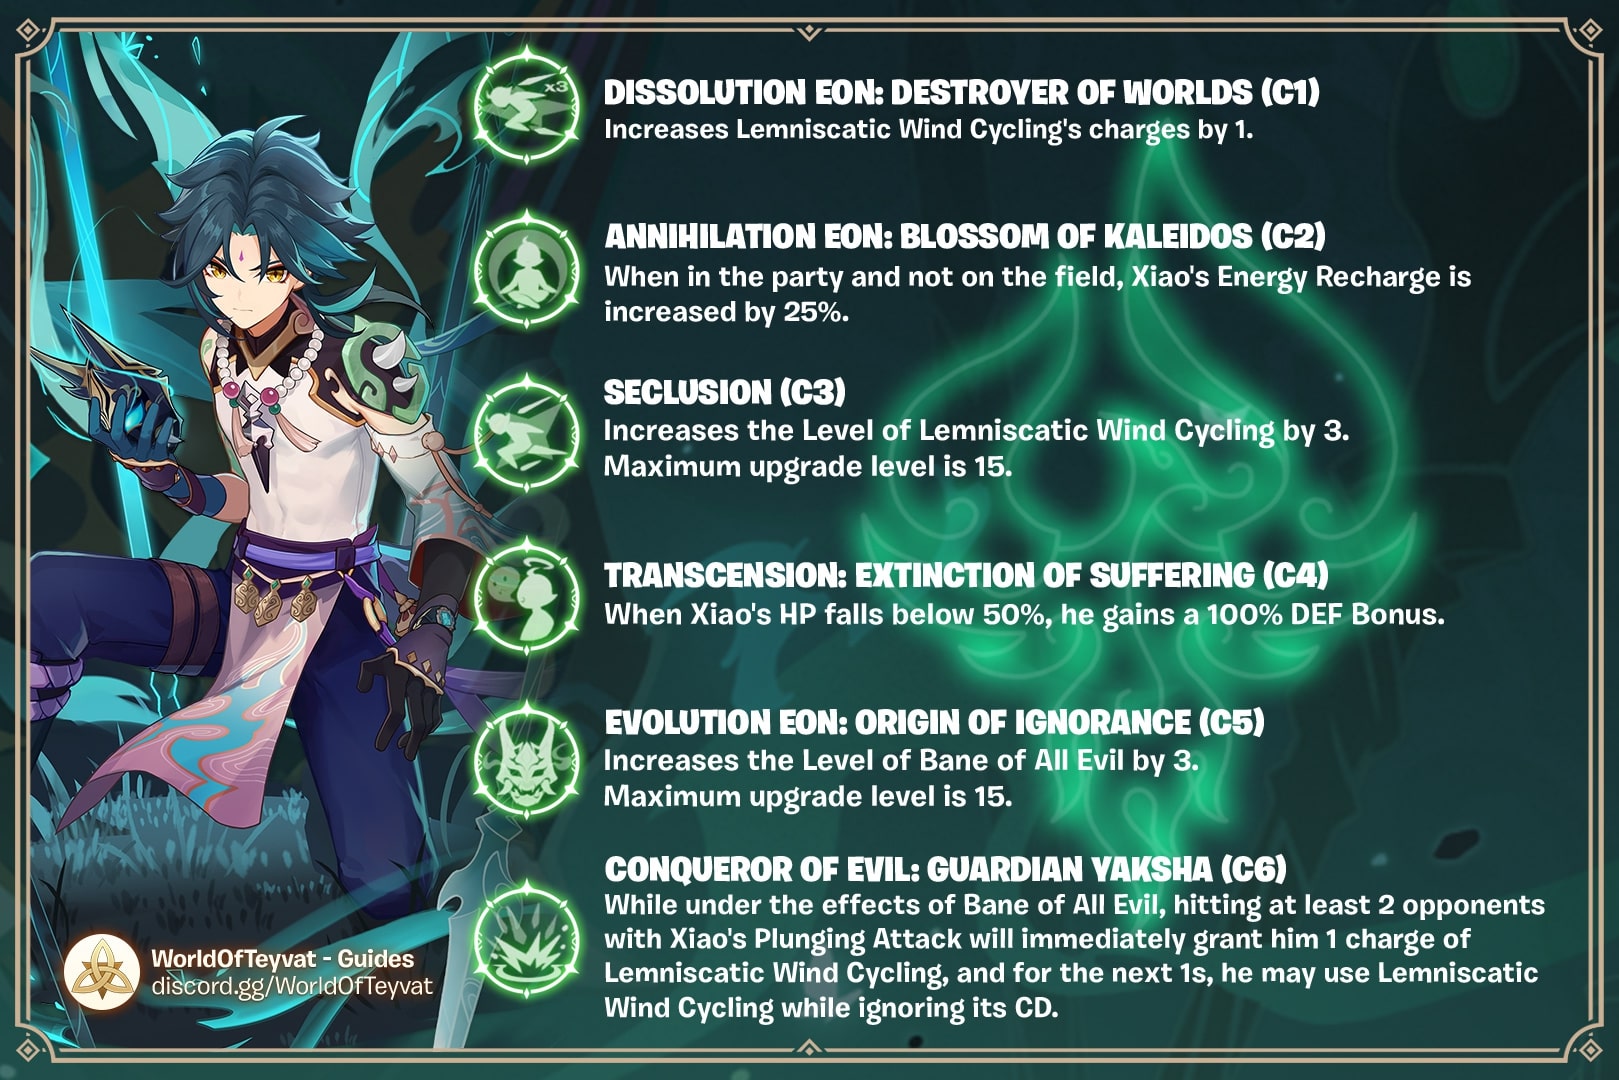 x3
DISSOLUTION EON: DESTROYER OF WORLDS (C1)
Increases Lemniscatic Wind Cycling's charges by 1.
ANNIHILATION EON: BLOSSOM OF KALEIDOS (C2)
When in the party and not on the field, Xiao's Energy Recharge is
increased by 25%.
SECLUSION (C3)
Increases the Level of Lemniscatic Wind Cycling by 3.
Maximum upgrade level is 15.
TRANSCENSION: EXTINCTION OF SUFFERING (C4)
When Xiao's HP falls below 50%, he gains a 100% DEF Bonus.
EVOLUTION EON: ORIGIN OF IGNORANCE (C5)
Increases the Level of Bane of All Evil by 3.
Maximum upgrade level is 15.
CONQUEROR OF EVIL: GUARDIAN YAKSHA (C6)
While under the effects of Bane of All Evil, hitting at least 2 opponents
with Xiao's Plunging Attack will immediately grant him 1 charge of
Lemniscatic Wind Cycling, and for the next 1s, he may use Lemniscatic
Wind Cycling while ignoring its CD.
WorldOfTeyvat - Guides
discord.gg/WorldOfTeyvat